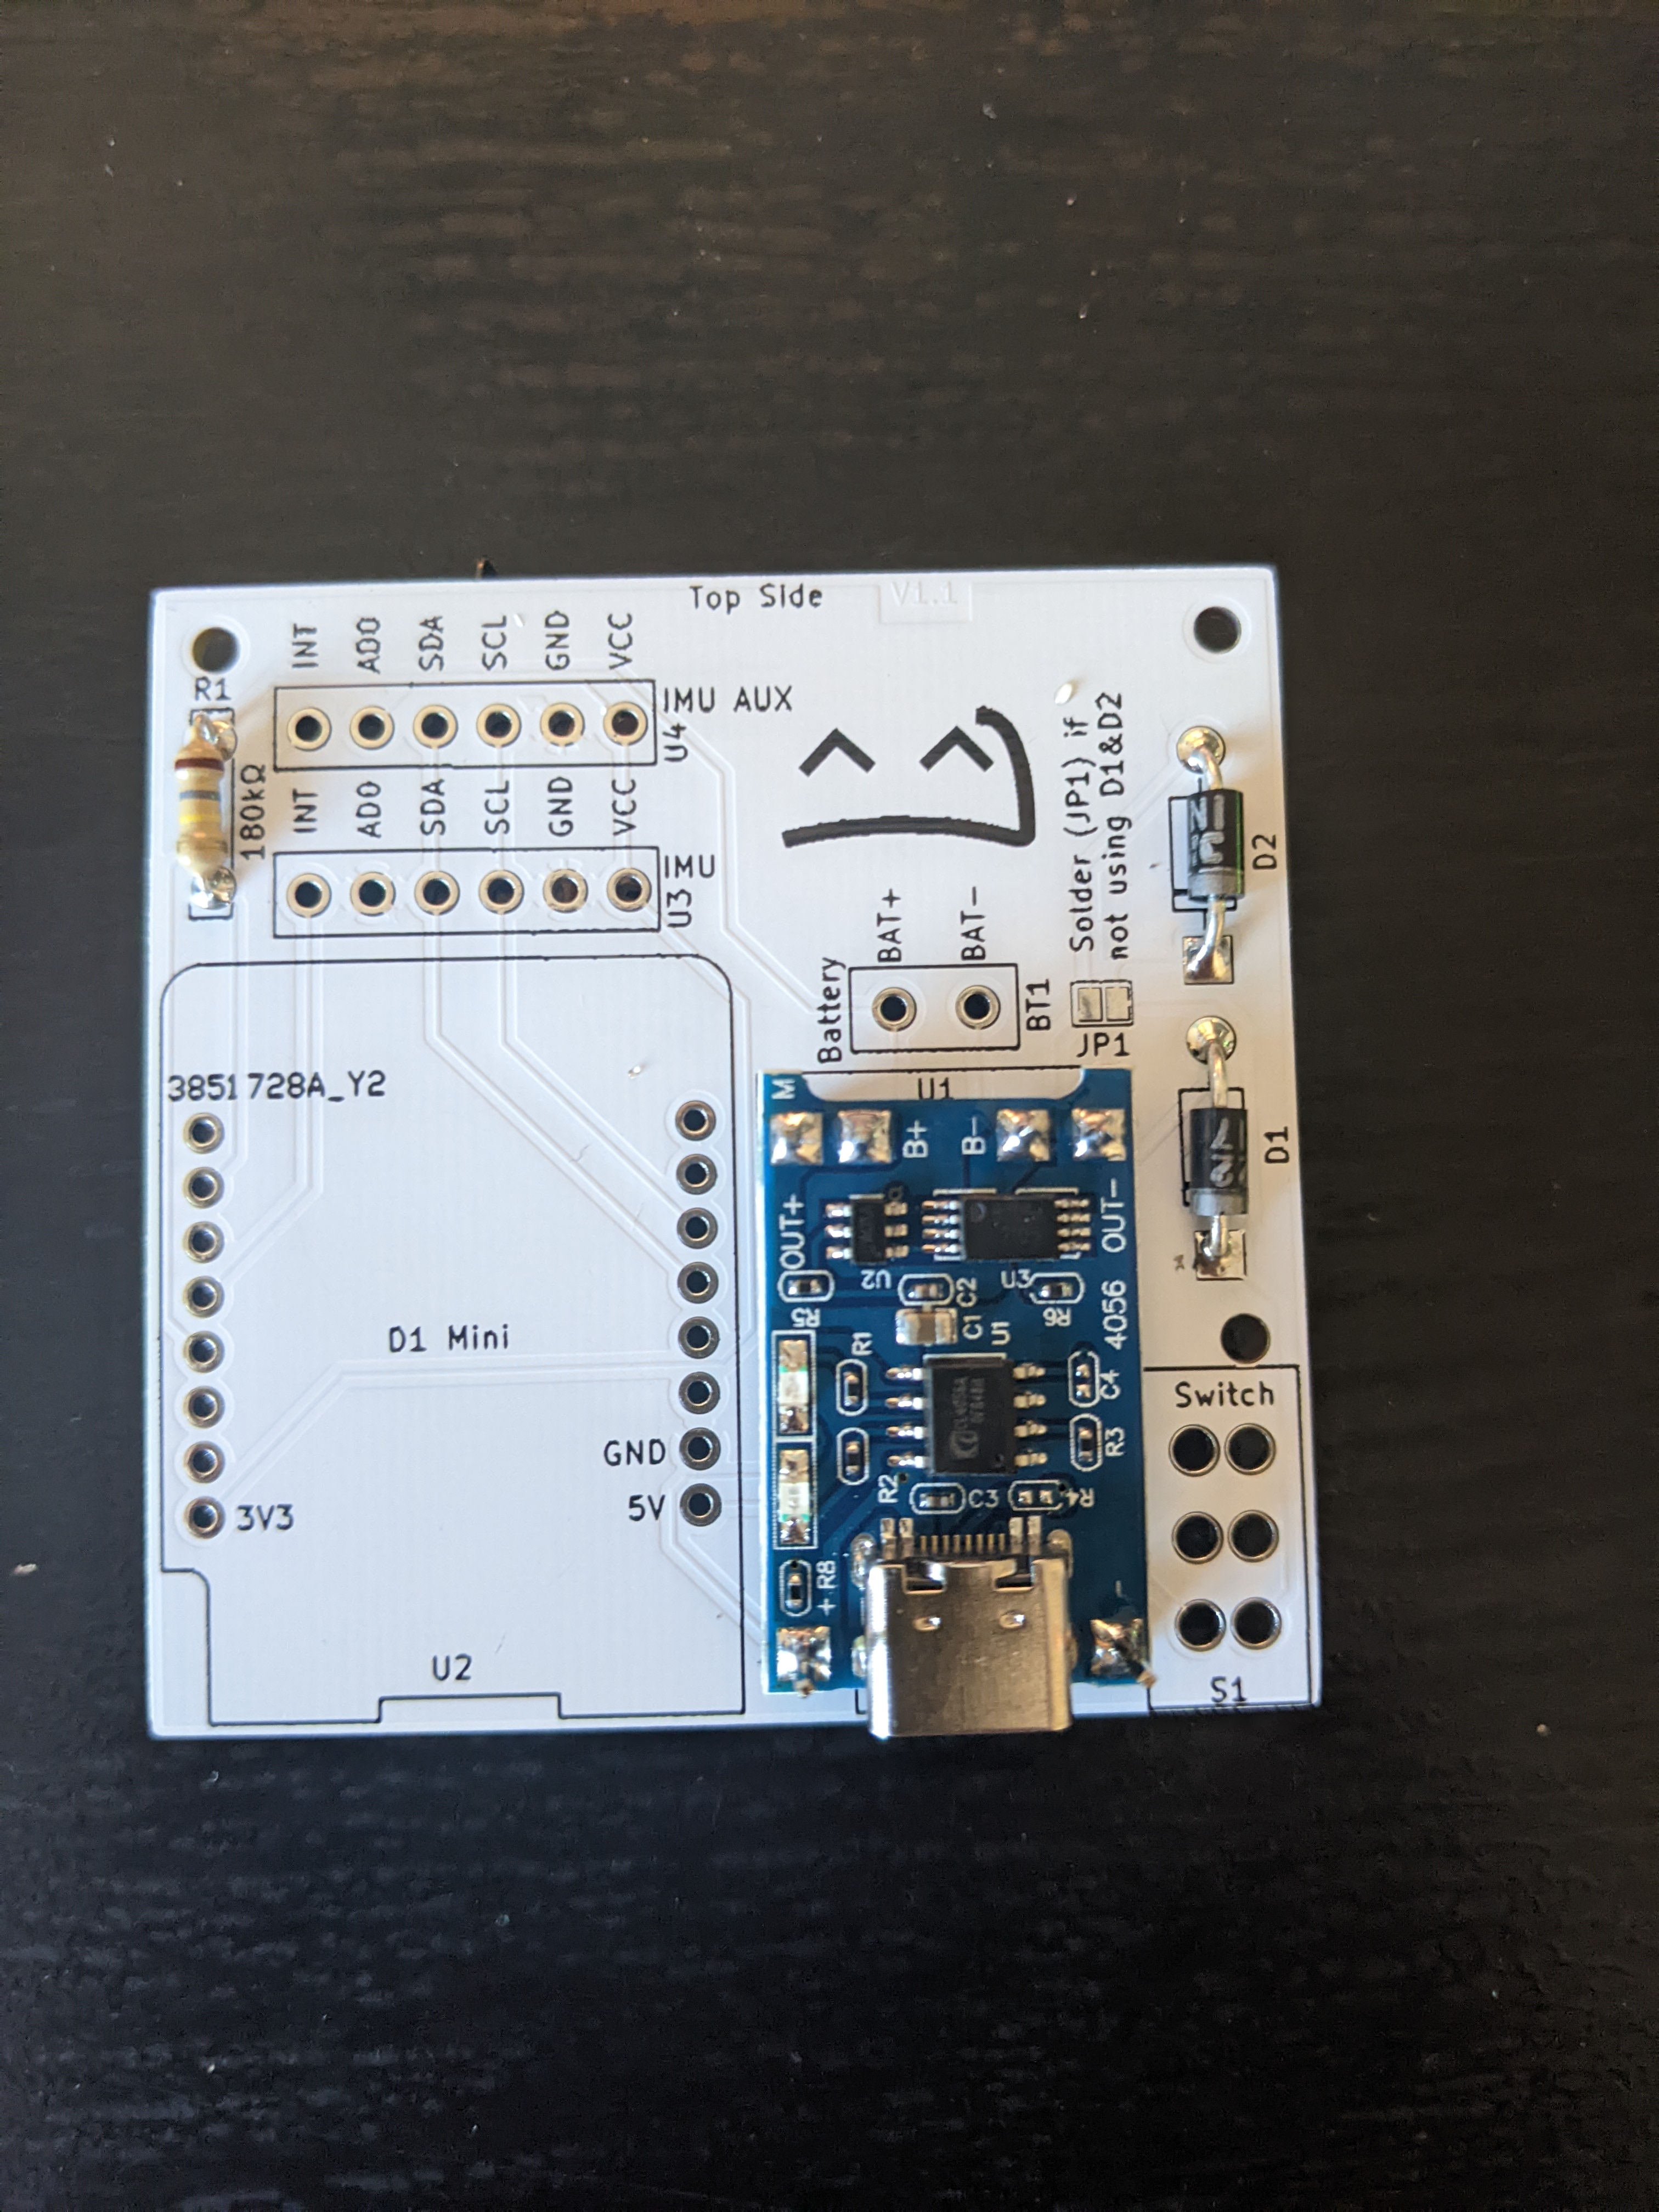 Top Side
V1.1
INT
AD0
SDA
SCL
GND
VCC
R1
180kΩ
IMU AUX
U4
INT
AD0
SDA
SCL
GND
VCC
IMU
U3
Solder (JP1) if
not using D1&D2
D2
Battery
BAT+
BAT-
BT1
JP1
D1
3851728A_Y2
D1 Mini
GND
5V
3V3
U2
U1
M
B+
B-
OUT+
OUT-
U2
U3
R5
C2
R6
C1
U1
4056
R1
C4
R3
R2
C3
R4
R8
+
-
Switch
S1